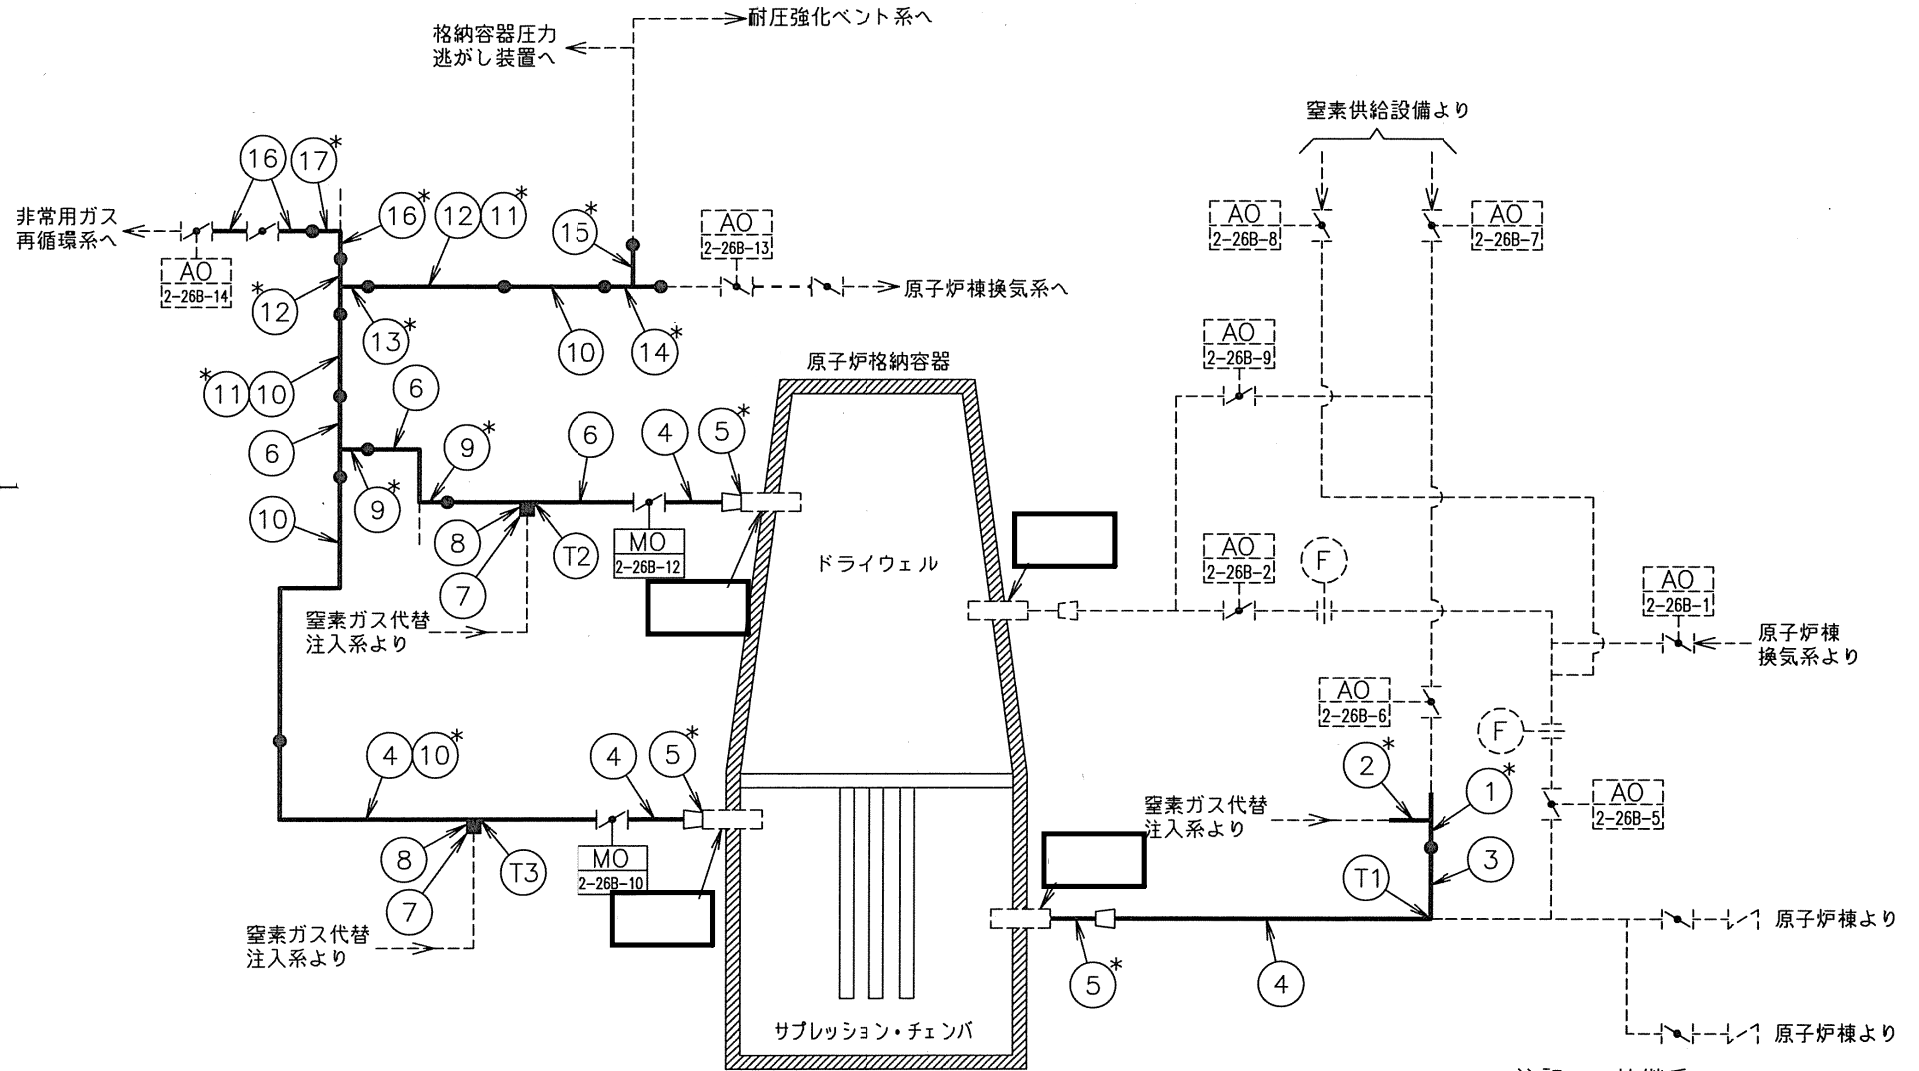 耐圧強化ベント系へ
格納容器圧力
逃がし装置へ
窒素供給設備より
16
17*
非常用ガス
再循環系へ
16*
12
11*
15*
AO
2-26B-13
AO
2-26B-8
AO
2-26B-7
AO
2-26B-14
原子炉棟換気系へ
*12
13*
10
14*
AO
2-26B-9
原子炉格納容器
*11
10
6
6
9*
6
4
5*
9*
10
8
T2
7
MO
2-26B-12
ドライウェル
AO
2-26B-2
F
AO
2-26B-1
窒素ガス代替
注入系より
原子炉棟
換気系より
AO
2-26B-6
F
4
10*
4
5*
2*
1*
窒素ガス代替
注入系より
AO
2-26B-5
8
T3
7
MO
2-26B-10
T1
3
窒素ガス代替
注入系より
原子炉棟より
5*
4
サプレッション・チェンバ
原子炉棟より